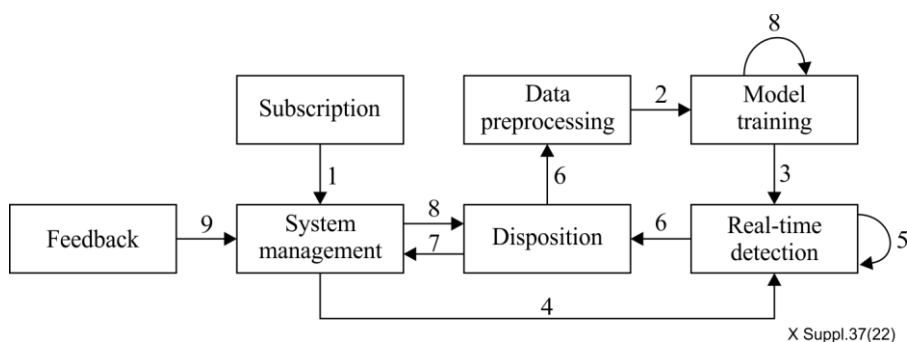 8
Subscription
Data
preprocessing
2
Model
training
1
6
3
Feedback
9
System
management
8
7
Disposition
6
Real-time
detection
5
4
X Suppl.37(22)